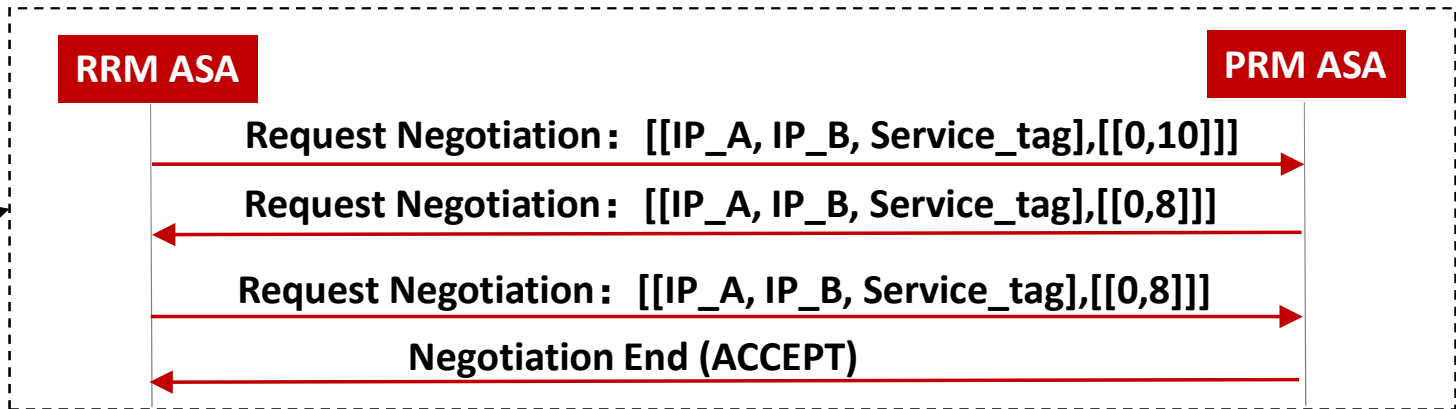 RRM ASA
PRM ASA
Request Negotiation：[[IP_A, IP_B, Service_tag],[[0,10]]]
Request Negotiation：[[IP_A, IP_B, Service_tag],[[0,8]]]
Request Negotiation：[[IP_A, IP_B, Service_tag],[[0,8]]]
Negotiation End (ACCEPT)